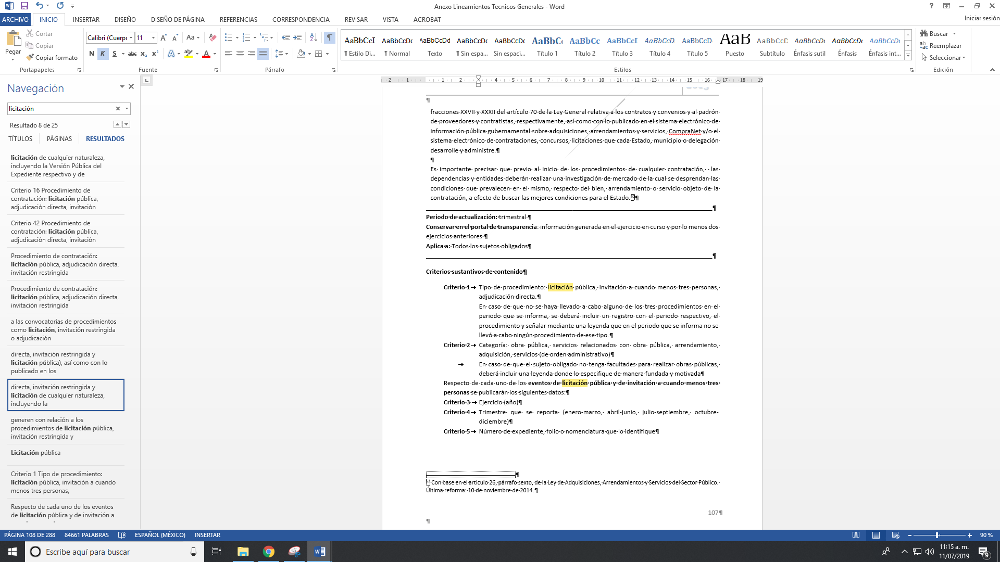 Anexo Lineamientos Tecnicos Generales - Word
ARCHIVO INICIO INSERTAR DISEÑO DISEÑO DE PÁGINA REFERENCIAS CORRESPONDENCIA REVISAR VISTA ACROBAT
Iniciar sesión
Pegar
Cortar
Copiar
Copiar formato
Portapapeles
Calibri (Cuerpo 11
Fuente
Párrafo
AaBbCcI AaBbCcDc AaBbCcDd AaBbCcDc AaBbCcDc AaBbC AaBbCc AaBbCcI AaBbCcD AaBbCcD AaB AaBbCcD AaBbCcDc AaBbCcDc AaBbCcDc
¶ Estilo Di... ¶ Normal Texto ¶ Sin espa... Sin espaci... Título 1 Título 2 Título 3 Título 4 Título 5 Puesto Subtítulo Énfasis sutil Énfasis Énfasis int...
Estilos
Buscar
Reemplazar
Seleccionar
Edición
Navegación
licitación
Resultado 8 de 25
TÍTULOS PÁGINAS RESULTADOS
licitación de cualquier naturaleza,
incluyendo la Versión Pública del
Expediente respectivo y de
Criterio 16 Procedimiento de
contratación: licitación pública,
adjudicación directa, invitación
Criterio 42 Procedimiento de
contratación: licitación pública,
adjudicación directa, invitación
Procedimiento de contratación:
licitación pública, adjudicación directa,
invitación restringida
Procedimiento de contratación:
licitación pública, adjudicación directa,
invitación restringida
a las convocatorias de procedimientos
como licitación, invitación restringida
o adjudicación
directa, invitación restringida y
licitación pública), así como con lo
publicado en los
directa, invitación restringida y
licitación de cualquier naturaleza,
incluyendo la
generen con relación a los
procedimientos de licitación pública,
invitación restringida y
Licitación pública
Criterio 1 Tipo de procedimiento:
licitación pública, invitación a cuando
menos tres personas,
Respecto de cada uno de los eventos
de licitación pública y de invitación a
2 1 1 2 4 5 6 7 8 9 10 11 12 13 14 15 16 17 18 19
¶
fracciones XXVII y XXXII del artículo 70 de la Ley General relativa a los contratos y convenios y al padrón
de proveedores y contratistas, respectivamente, así como con lo publicado en el sistema electrónico de
información pública gubernamental sobre adquisiciones, arrendamientos y servicios, CompraNet y/o el
sistema electrónico de contrataciones, concursos, licitaciones que cada Estado, municipio o delegación
desarrolle y administre.¶
¶
Es importante precisar que previo al inicio de los procedimientos de cualquier contratación, las
dependencias y entidades deberán realizar una investigación de mercado de la cual se desprendan las
condiciones que prevalecen en el mismo, respecto del bien, arrendamiento o servicio objeto de la
contratación, a efecto de buscar las mejores condiciones para el Estado.¶
¶
Periodo de actualización: trimestral ¶
Conservar en el portal de transparencia: información generada en el ejercicio en curso y por lo menos dos
ejercicios anteriores ¶
Aplica a: Todos los sujetos obligados¶
¶
Criterios sustantivos de contenido¶
Criterio 1 → Tipo de procedimiento: licitación pública, invitación a cuando menos tres personas,
adjudicación directa.¶
En caso de que no se haya llevado a cabo alguno de los tres procedimientos en el
periodo que se informa, se deberá incluir un registro con el periodo respectivo, el
procedimiento y señalar mediante una leyenda que en el periodo que se informa no se
llevó a cabo ningún procedimiento de ese tipo.¶
Criterio 2 → Categoría: obra pública, servicios relacionados con obra pública, arrendamiento,
adquisición, servicios (de orden administrativo)¶
→ En caso de que el sujeto obligado no tenga facultades para realizar obras públicas,
deberá incluir una leyenda donde lo especifique de manera fundada y motivada¶
Respecto de cada uno de los eventos de licitación pública y de invitación a cuando menos tres
personas se publicarán los siguientes datos:¶
Criterio 3 → Ejercicio (año)¶
Criterio 4 → Trimestre que se reporta (enero-marzo, abril-junio, julio-septiembre, octubre-
diciembre)¶
Criterio 5 → Número de expediente, folio o nomenclatura que lo identifique¶
¶
Con base en el artículo 26, párrafo sexto, de la Ley de Adquisiciones, Arrendamientos y Servicios del Sector Público.
Última reforma: 10 de noviembre de 2014.¶
107¶
¶
PÁGINA 108 DE 288 84661 PALABRAS ESPAÑOL (MÉXICO) INSERTAR
90 %
Escribe aquí para buscar
11:15 a. m.
11/07/2019
9